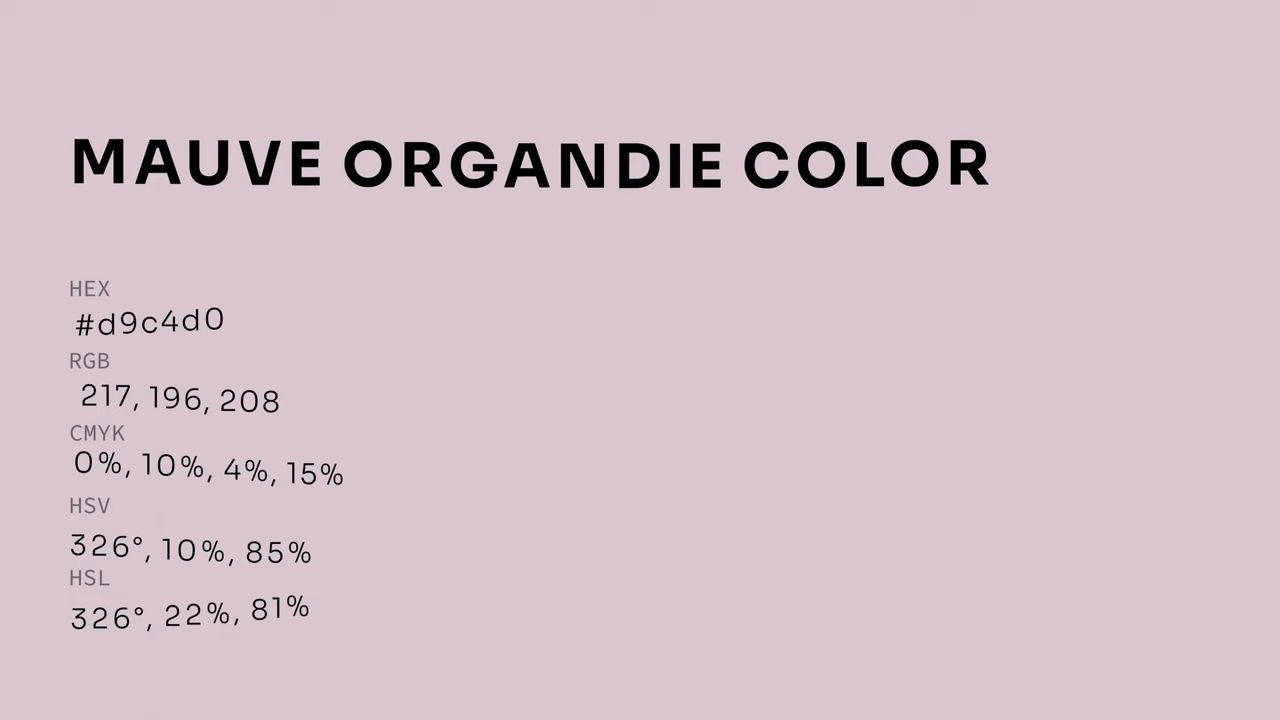 MAUVE ORGANDIE COLOR
HEX
#d9c4d0
RGB
217, 196, 208
CMYK
0%, 10%, 4%, 15%
HSV
326°, 10%, 85%
HSL
326°, 22%, 81%